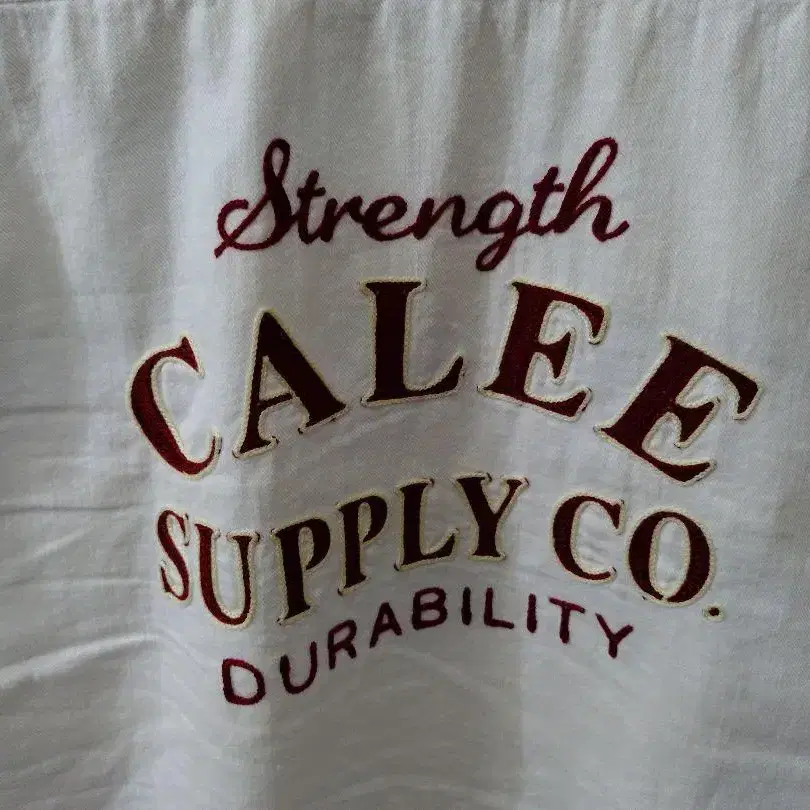 Strength
CALEE
SUPPLY CO.
DURABILITY